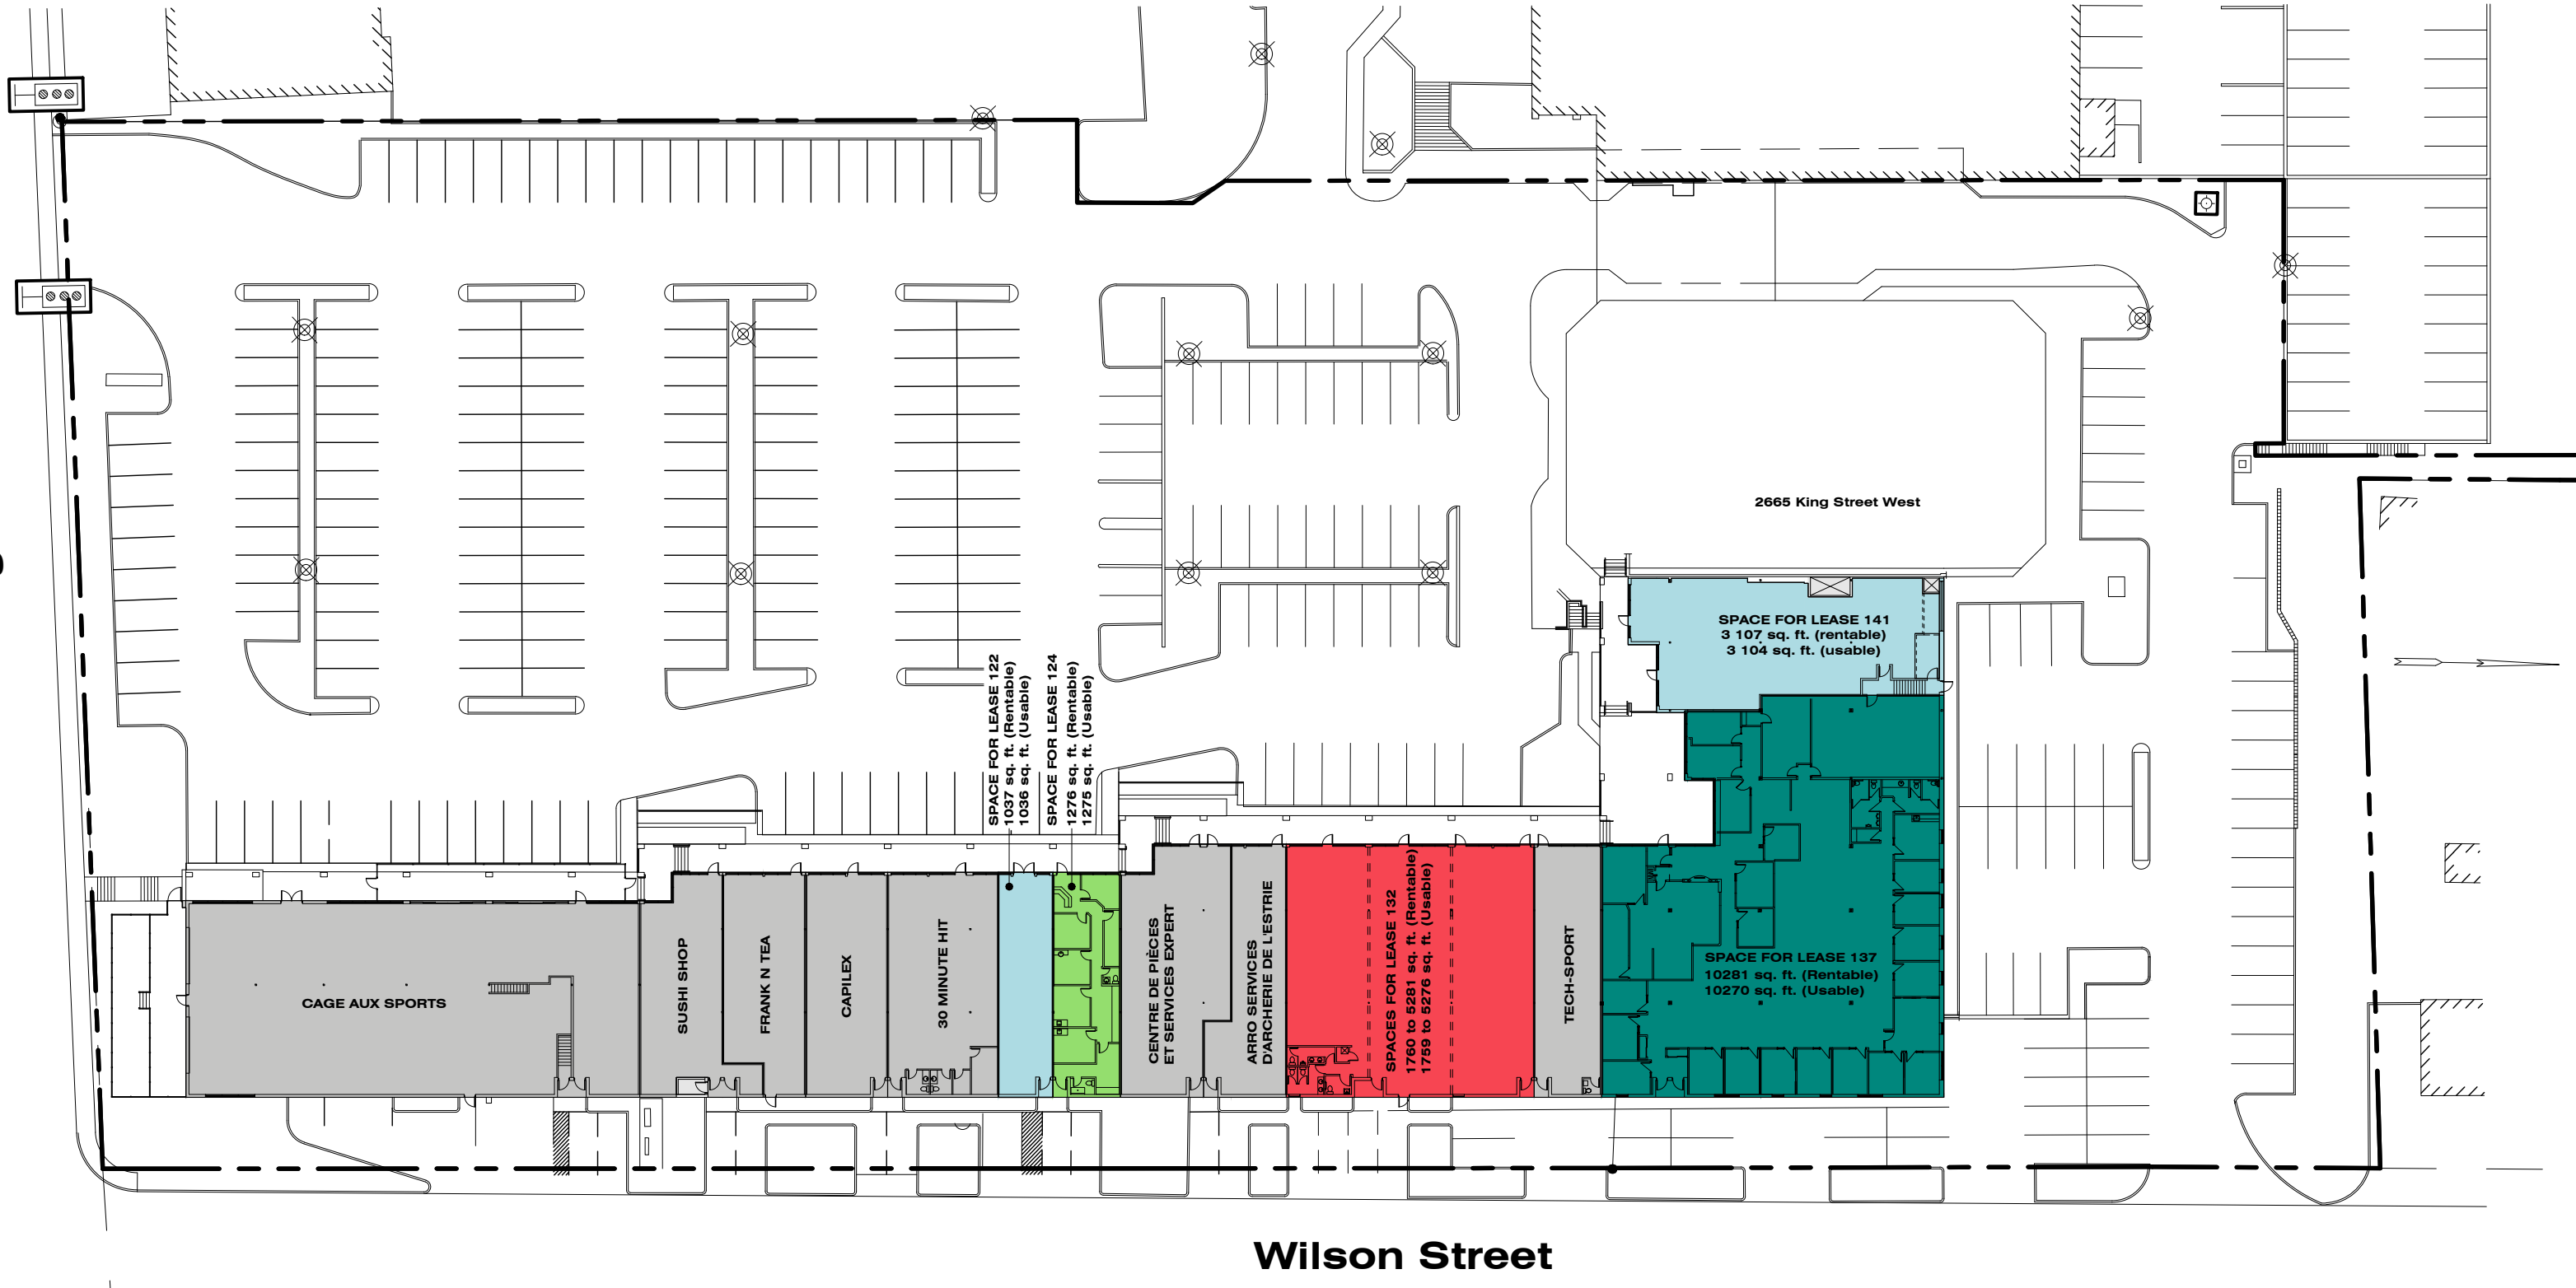 2665 King Street West
SPACE FOR LEASE 141
3 107 sq. ft. (rentable)
3 104 sq. ft. (usable)
SPACE FOR LEASE 122
1037 sq. ft. (Rentable)
1036 sq. ft. (Usable)
SPACE FOR LEASE 124
1276 sq. ft. (Rentable)
1275 sq. ft. (Usable)
CAGE AUX SPORTS
SUSHI SHOP
FRANK N TEA
CAPILEX
30 MINUTE HIT
CENTRE DE PIÈCES
ET SERVICES EXPERT
ARRO SERVICES
D'ARCHERIE DE L'ESTRIE
SPACES FOR LEASE 132
1760 to 5281 sq. ft. (Rentable)
1759 to 5276 sq. ft. (Usable)
TECH-SPORT
SPACE FOR LEASE 137
10281 sq. ft. (Rentable)
10270 sq. ft. (Usable)
Wilson Street